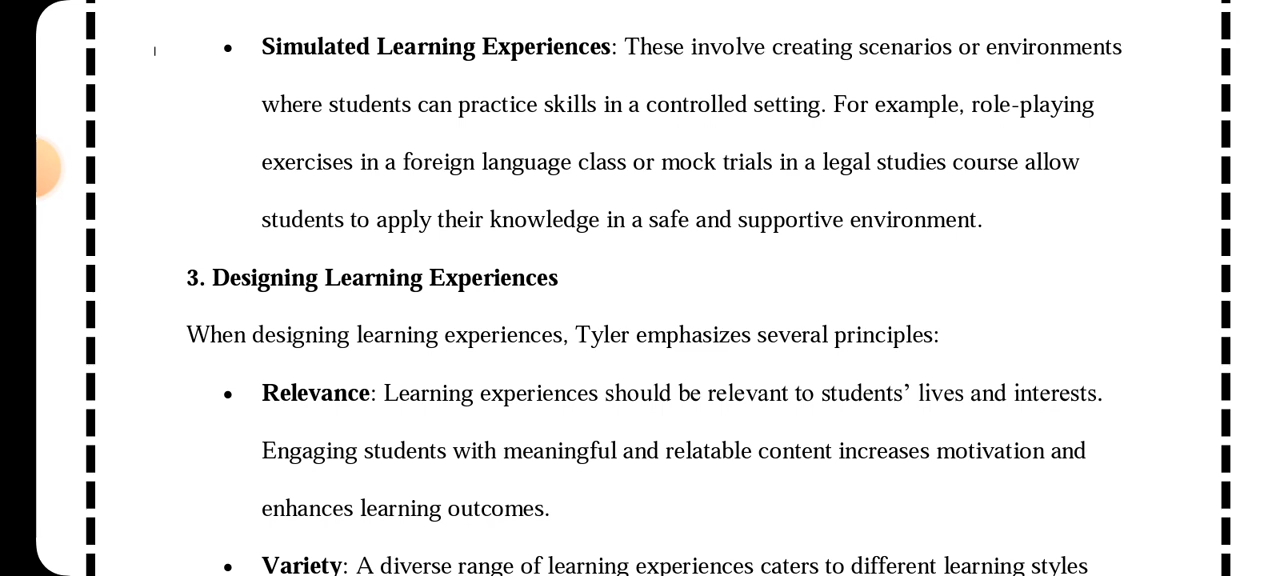 • Simulated Learning Experiences: These involve creating scenarios or environments
where students can practice skills in a controlled setting. For example, role-playing
exercises in a foreign language class or mock trials in a legal studies course allow
students to apply their knowledge in a safe and supportive environment.
3. Designing Learning Experiences
When designing learning experiences, Tyler emphasizes several principles:
• Relevance: Learning experiences should be relevant to students’ lives and interests.
Engaging students with meaningful and relatable content increases motivation and
enhances learning outcomes.
• Variety: A diverse range of learning experiences caters to different learning styles